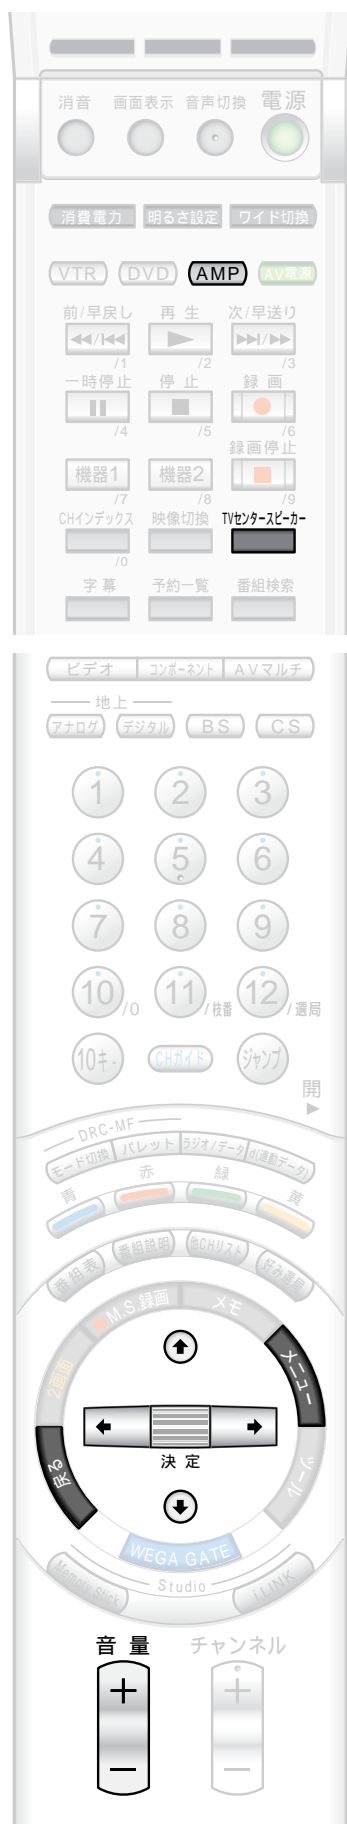 消音 画面表示 音声切換 電源
消費電力 明るさ設定 ワイド切換
VTR DVD AMP AV電源
前/早戻し 再生 次/早送り
/1 /2 /3
一時停止 停止 録画
/4 /5 /6
録画停止
機器1 機器2
/7 /8 /9
CHインデックス 映像切換 TVセンタースピーカー
/0
字幕 予約一覧 番組検索
ビデオ コンポーネント AVマルチ
地上
アナログ デジタル BS CS
1 2 3
4 5 6
7 8 9
10/0 11/枝番 12/選局
10キー CHガイド ジャンプ
開
DRC-MF
モード切換 パレット ラジオ/データ d(連動データ)
青 赤 緑 黄
番組表 番組説明 他CHリスト 好み選局
2画面 M.S.録画 メモ メニュー
戻る 決定 ツール
WEGA GATE
Memory Stick Studio i.LINK
音量 チャンネル